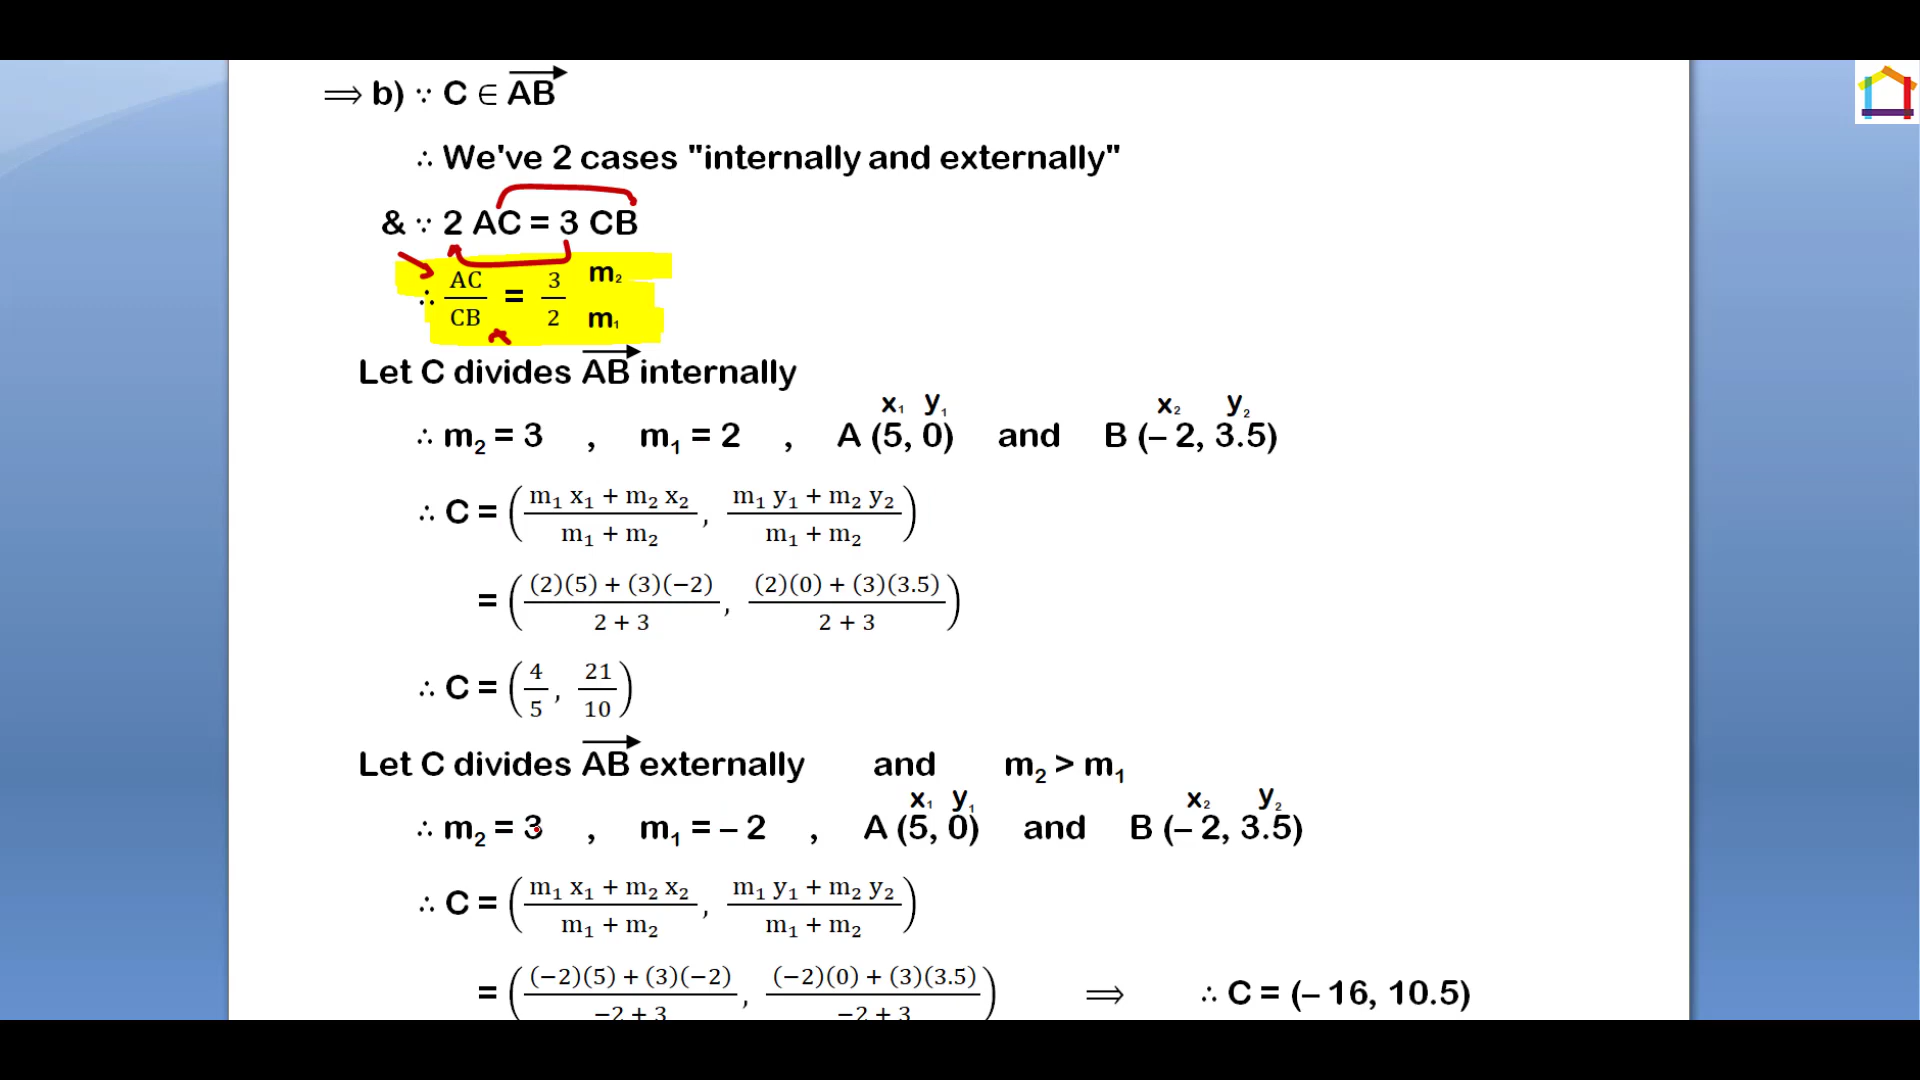 ⟹ b) ∵ C ∈ AB
∴ We've 2 cases "internally and externally"
& ∵ 2 AC = 3 CB
∴ AC/CB = 3/2 m₂ m₁
Let C divides AB internally
x₁ y₁ x₂ y₂
∴ m₂ = 3 , m₁ = 2 , A (5, 0) and B (– 2, 3.5)
∴ C = ((m₁ x₁ + m₂ x₂)/(m₁ + m₂), (m₁ y₁ + m₂ y₂)/(m₁ + m₂))
= (((2)(5) + (3)(−2))/(2 + 3), ((2)(0) + (3)(3.5))/(2 + 3))
∴ C = (4/5, 21/10)
Let C divides AB externally and m₂ > m₁
x₁ y₁ x₂ y₂
∴ m₂ = 3 , m₁ = – 2 , A (5, 0) and B (– 2, 3.5)
∴ C = ((m₁ x₁ + m₂ x₂)/(m₁ + m₂), (m₁ y₁ + m₂ y₂)/(m₁ + m₂))
= (((−2)(5) + (3)(−2))/(−2 + 3), ((−2)(0) + (3)(3.5))/(−2 + 3)) ⟹ ∴ C = (– 16, 10.5)